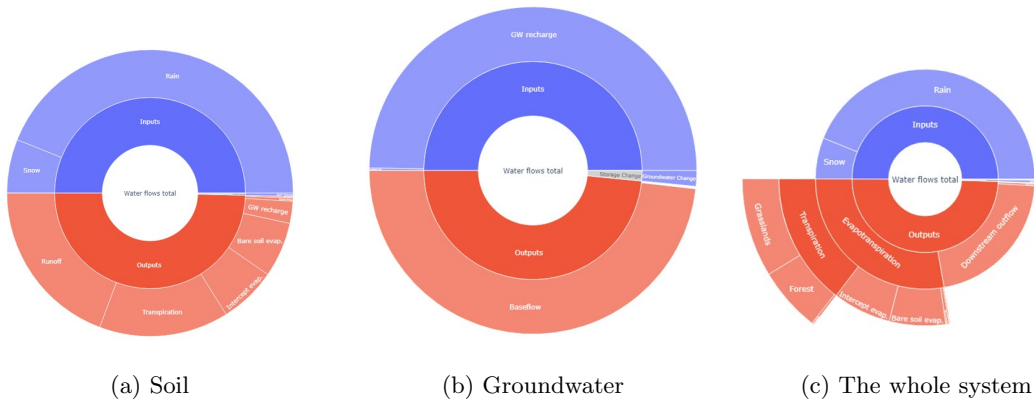 Rain
Inputs
Snow
Water flows total
GW recharge
Bare soil evap.
Runoff
Outputs
Intercept evap.
Transpiration
(a) Soil
GW recharge
Inputs
Water flows total
Storage Change
Groundwater Change
Outputs
Baseflow
(b) Groundwater
Rain
Inputs
Snow
Water flows total
Grasslands
Transpiration
Evapotranspiration
Outputs
Downstream outflow
Forest
Intercept evap.
Bare soil evap.
(c) The whole system